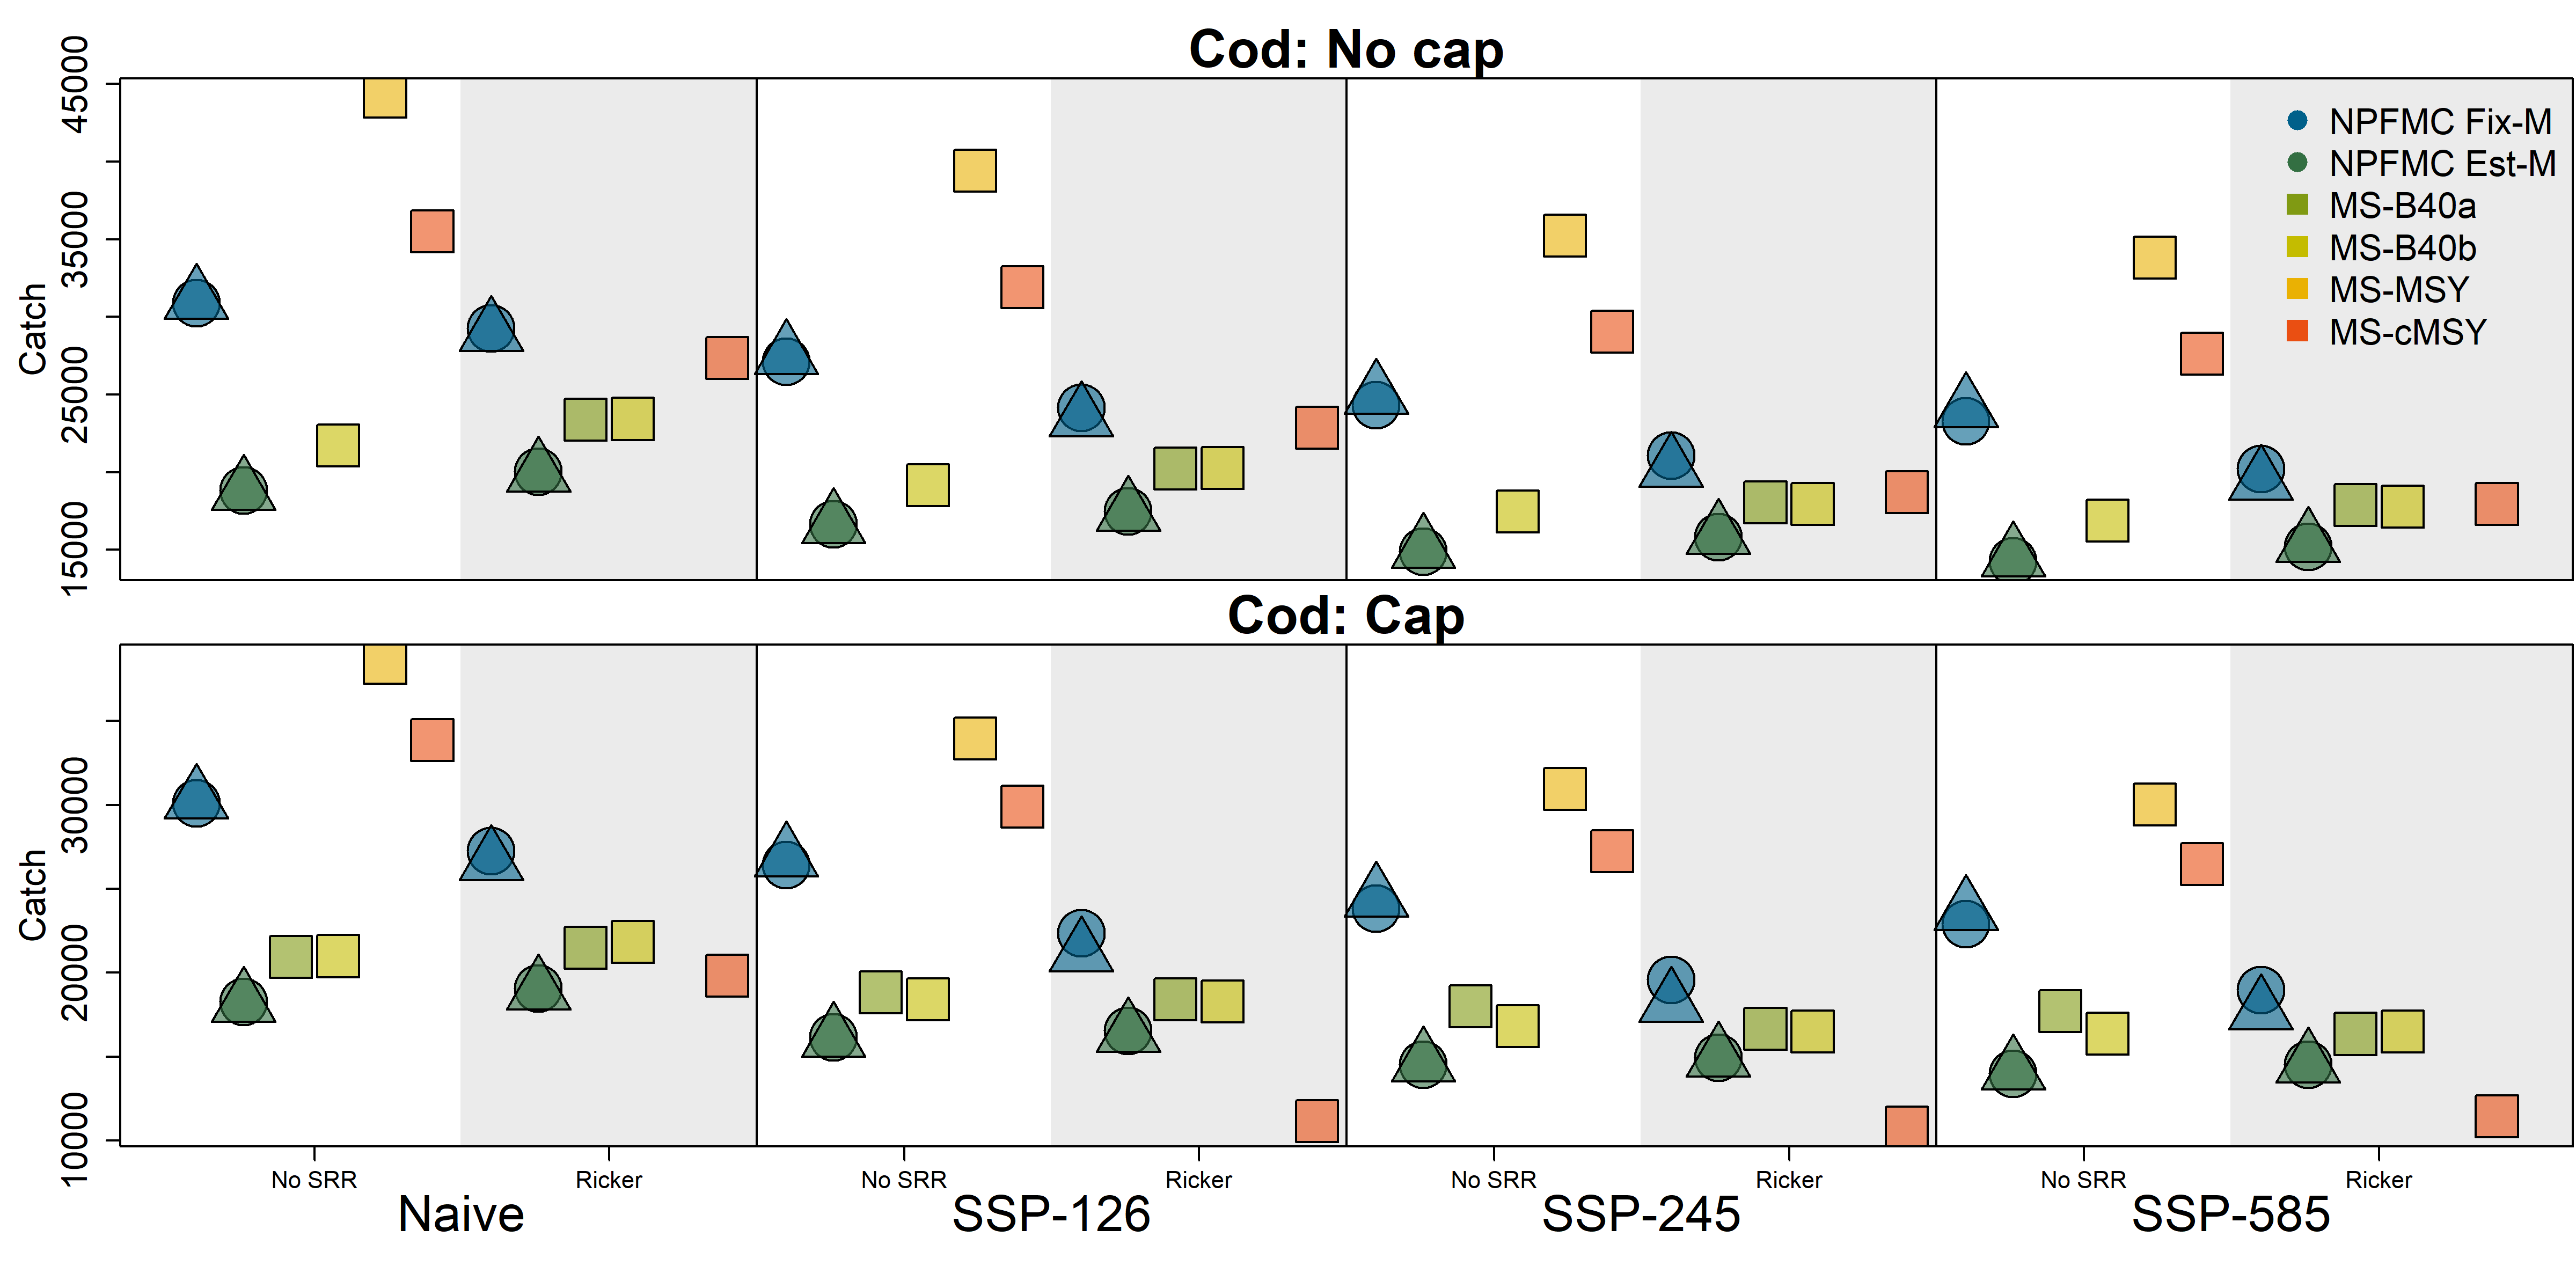 Cod: No cap
45000
35000
25000
15000
Catch
NPFMC Fix-M
NPFMC Est-M
MS-B40a
MS-B40b
MS-MSY
MS-cMSY
Cod: Cap
30000
20000
10000
Catch
No SRR Ricker No SRR Ricker No SRR Ricker No SRR Ricker
Naive SSP-126 SSP-245 SSP-585